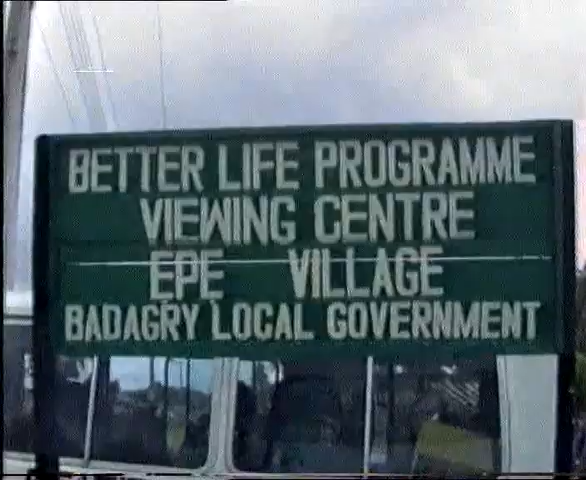 BETTER LIFE PROGRAMME
VIEWING CENTRE
EPE VILLAGE
BADAGRY LOCAL GOVERNMENT